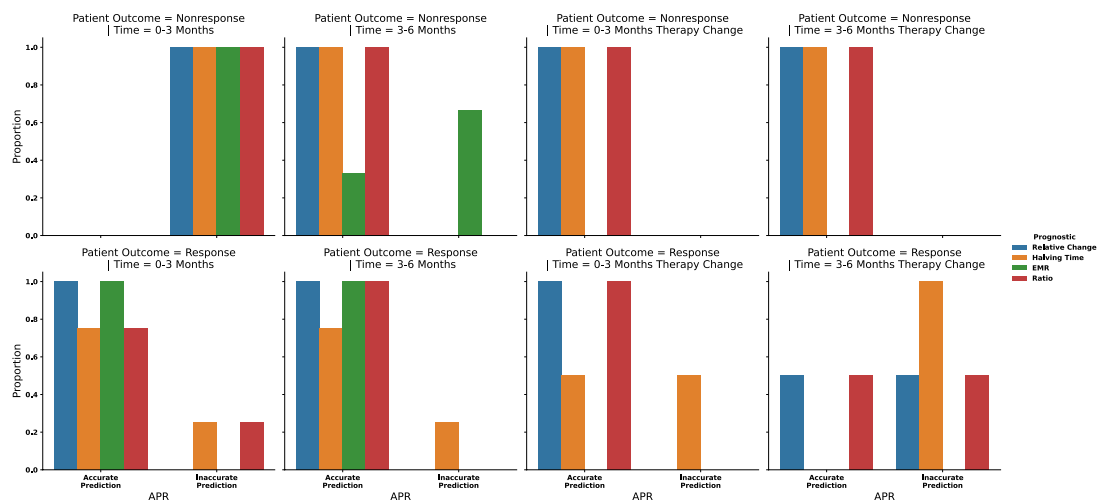 Patient Outcome = Nonresponse
| Time = 0-3 Months
Patient Outcome = Nonresponse
| Time = 3-6 Months
Patient Outcome = Nonresponse
| Time = 0-3 Months Therapy Change
Patient Outcome = Nonresponse
| Time = 3-6 Months Therapy Change
1.0
0.8
0.6
0.4
0.2
0.0
Proportion
Patient Outcome = Response
| Time = 0-3 Months
Patient Outcome = Response
| Time = 3-6 Months
Patient Outcome = Response
| Time = 0-3 Months Therapy Change
Patient Outcome = Response
| Time = 3-6 Months Therapy Change
Prognostic
Relative Change
Halving Time
EMR
Ratio
1.0
0.8
0.6
0.4
0.2
0.0
Proportion
Accurate
Prediction
Inaccurate
Prediction
APR
Accurate
Prediction
Inaccurate
Prediction
APR
Accurate
Prediction
Inaccurate
Prediction
APR
Accurate
Prediction
Inaccurate
Prediction
APR